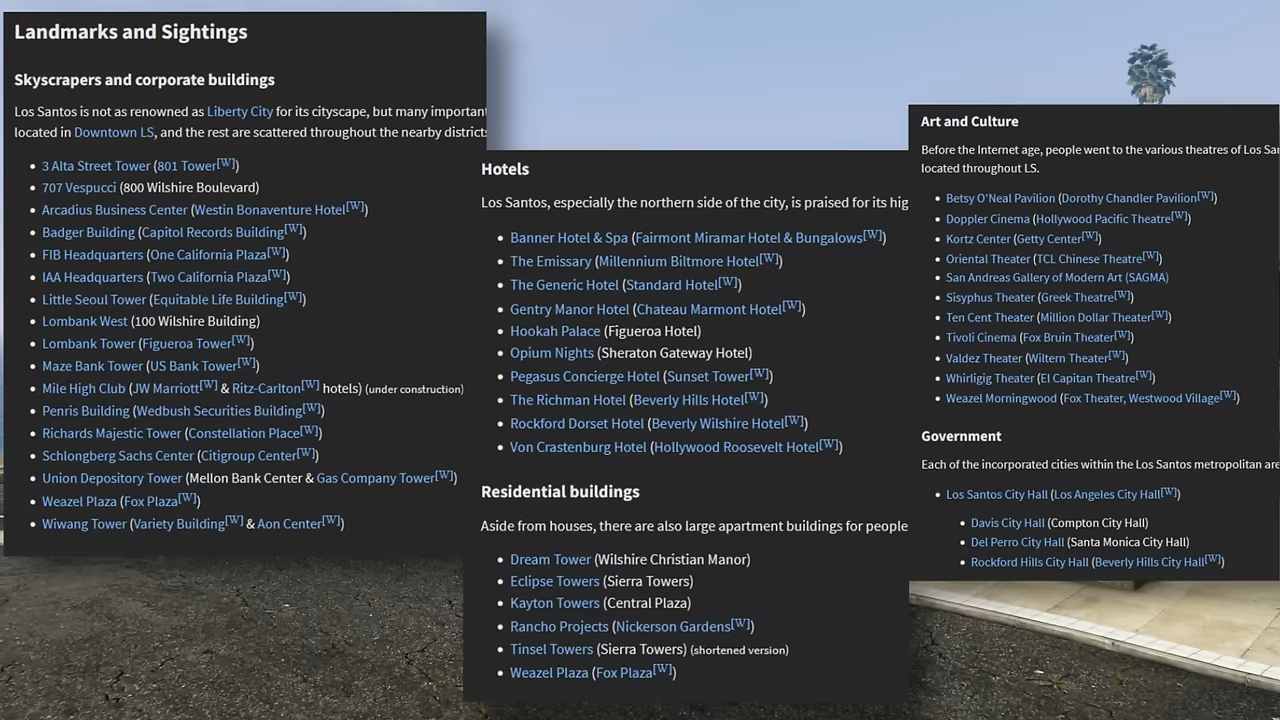 Landmarks and Sightings
Skyscrapers and corporate buildings
Los Santos is not as renowned as Liberty City for its cityscape, but many important
located in Downtown LS, and the rest are scattered throughout the nearby districts
3 Alta Street Tower (801 Tower[W])
707 Vespucci (800 Wilshire Boulevard)
Arcadius Business Center (Westin Bonaventure Hotel[W])
Badger Building (Capitol Records Building[W])
FIB Headquarters (One California Plaza[W])
IAA Headquarters (Two California Plaza[W])
Little Seoul Tower (Equitable Life Building[W])
Lombank West (100 Wilshire Building)
Lombank Tower (Figueroa Tower[W])
Maze Bank Tower (US Bank Tower[W])
Mile High Club (JW Marriott[W] & Ritz-Carlton[W] hotels) (under construction)
Penris Building (Wedbush Securities Building[W])
Richards Majestic Tower (Constellation Place[W])
Schlongberg Sachs Center (Citigroup Center[W])
Union Depository Tower (Mellon Bank Center & Gas Company Tower[W])
Weazel Plaza (Fox Plaza[W])
Wiwang Tower (Variety Building[W] & Aon Center[W])
Hotels
Los Santos, especially the northern side of the city, is praised for its hig
Banner Hotel & Spa (Fairmont Miramar Hotel & Bungalows[W])
The Emissary (Millennium Biltmore Hotel[W])
The Generic Hotel (Standard Hotel[W])
Gentry Manor Hotel (Chateau Marmont Hotel[W])
Hookah Palace (Figueroa Hotel)
Opium Nights (Sheraton Gateway Hotel)
Pegasus Concierge Hotel (Sunset Tower[W])
The Richman Hotel (Beverly Hills Hotel[W])
Rockford Dorset Hotel (Beverly Wilshire Hotel[W])
Von Crastenburg Hotel (Hollywood Roosevelt Hotel[W])
Residential buildings
Aside from houses, there are also large apartment buildings for people
Dream Tower (Wilshire Christian Manor)
Eclipse Towers (Sierra Towers)
Kayton Towers (Central Plaza)
Rancho Projects (Nickerson Gardens[W])
Tinsel Towers (Sierra Towers) (shortened version)
Weazel Plaza (Fox Plaza[W])
Art and Culture
Before the Internet age, people went to the various theatres of Los Sa
located throughout LS.
Betsy O'Neal Pavilion (Dorothy Chandler Pavilion[W])
Doppler Cinema (Hollywood Pacific Theatre[W])
Kortz Center (Getty Center[W])
Oriental Theater (TCL Chinese Theatre[W])
San Andreas Gallery of Modern Art (SAGMA)
Sisyphus Theater (Greek Theatre[W])
Ten Cent Theater (Million Dollar Theater[W])
Tivoli Cinema (Fox Bruin Theater[W])
Valdez Theater (Wiltern Theater[W])
Whirligig Theater (El Capitan Theatre[W])
Weazel Morningwood (Fox Theater, Westwood Village[W])
Government
Each of the incorporated cities within the Los Santos metropolitan are
Los Santos City Hall (Los Angeles City Hall[W])
Davis City Hall (Compton City Hall)
Del Perro City Hall (Santa Monica City Hall)
Rockford Hills City Hall (Beverly Hills City Hall[W])